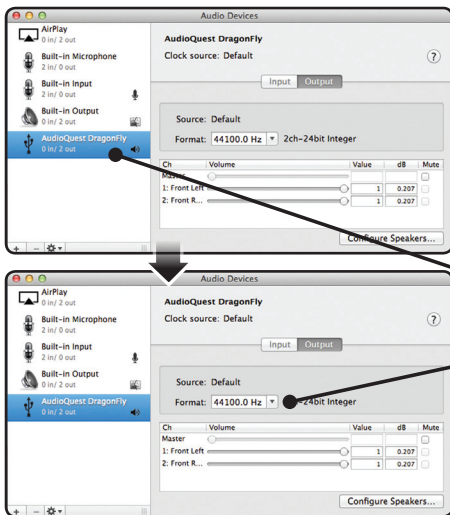 Audio Devices
AirPlay
0 in/ 2 out
Built-in Microphone
2 in/ 0 out
Built-in Input
2 in/ 0 out
Built-in Output
0 in/ 2 out
AudioQuest DragonFly
0 in/ 2 out
+ −
AudioQuest DragonFly
Clock source: Default
?
Input Output
Source: Default
Format: 44100.0 Hz 2ch-24bit Integer
Ch Volume Value dB Mute
Master
1: Front Left 1 0.207
2: Front R... 1 0.207
Configure Speakers...
Audio Devices
AirPlay
0 in/ 2 out
Built-in Microphone
2 in/ 0 out
Built-in Input
2 in/ 0 out
Built-in Output
0 in/ 2 out
AudioQuest DragonFly
0 in/ 2 out
+ −
AudioQuest DragonFly
Clock source: Default
?
Input Output
Source: Default
Format: 44100.0 Hz -24bit Integer
Ch Volume Value dB Mute
Master
1: Front Left 1 0.207
2: Front R... 1 0.207
Configure Speakers...